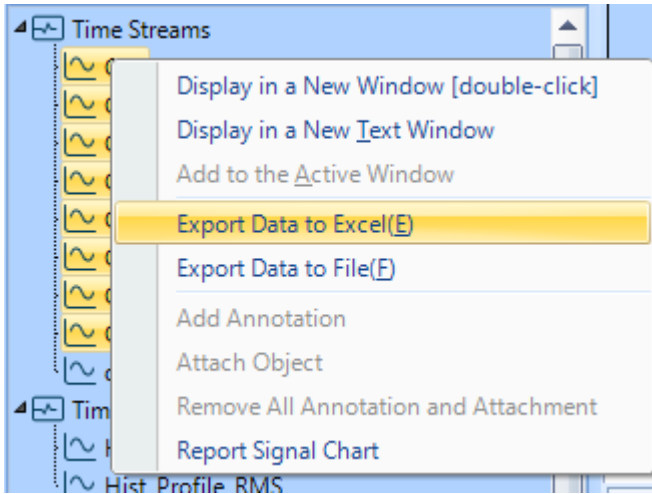 Time Streams
Display in a New Window [double-click]
Display in a New Text Window
Add to the Active Window
Export Data to Excel(E)
Export Data to File(F)
Add Annotation
Attach Object
Remove All Annotation and Attachment
Report Signal Chart
Hist_Profile_RMS